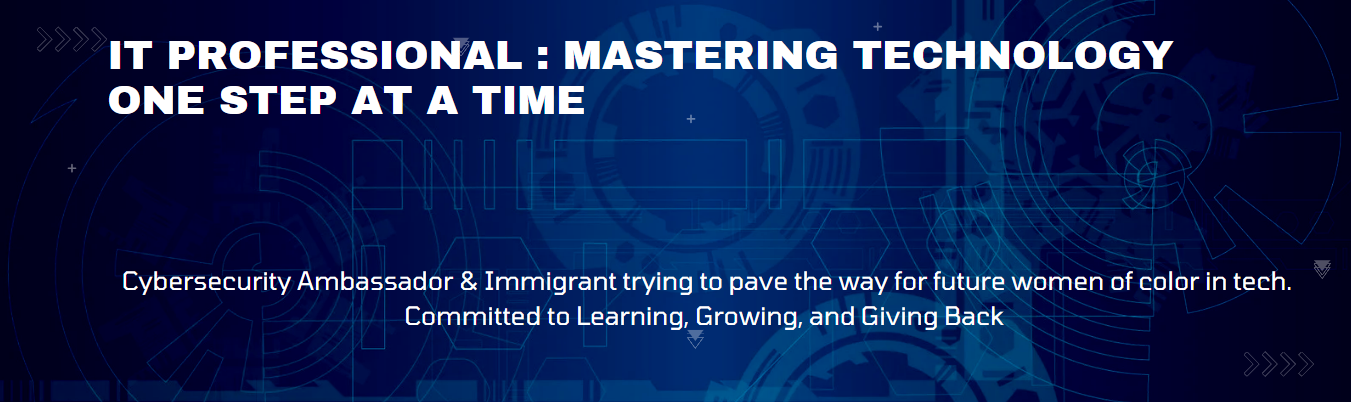 IT PROFESSIONAL : MASTERING TECHNOLOGY
ONE STEP AT A TIME
Cybersecurity Ambassador & Immigrant trying to pave the way for future women of color in tech.
Committed to Learning, Growing, and Giving Back